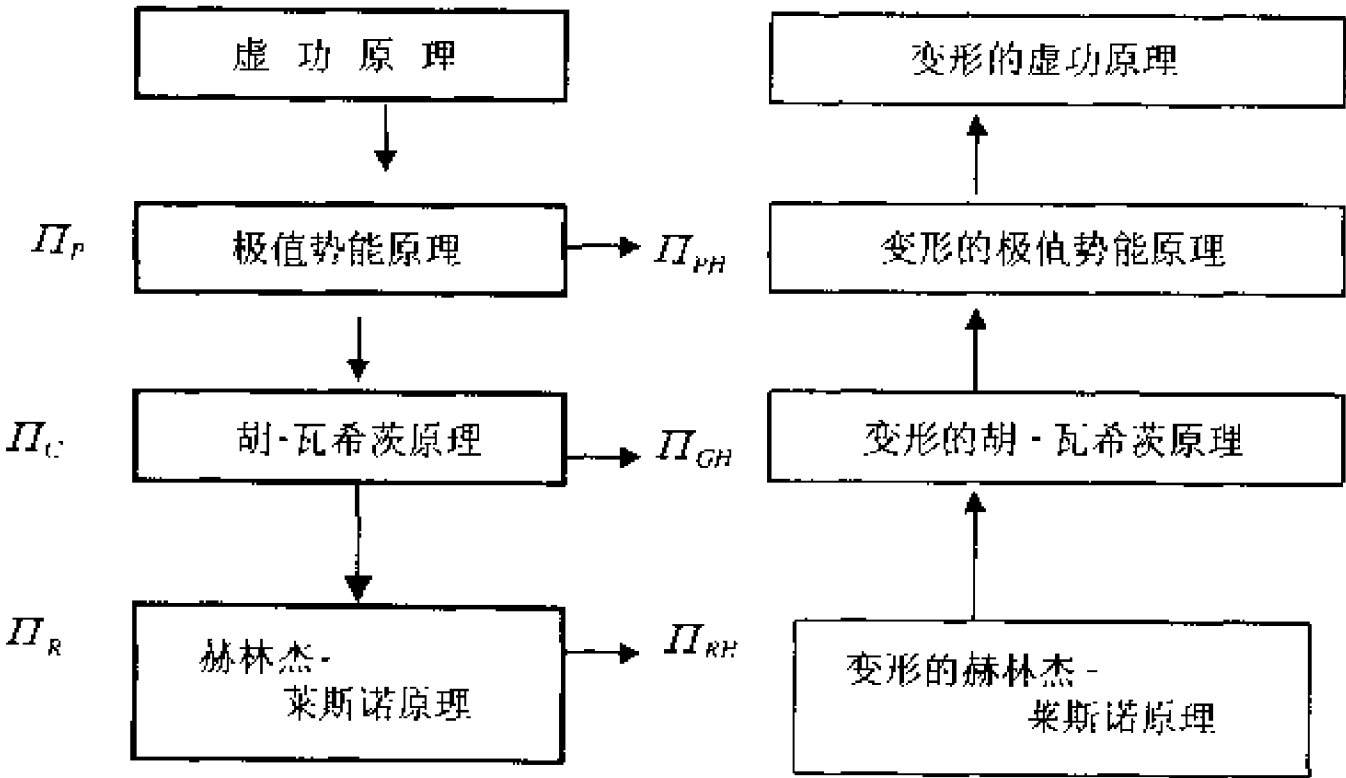 虚功原理
变形的虚功原理
Π_P
极值势能原理
Π_PH
变形的极值势能原理
Π_G
胡-瓦希茨原理
Π_GH
变形的胡-瓦希茨原理
Π_R
赫林杰-
莱斯诺原理
Π_RH
变形的赫林杰-
莱斯诺原理